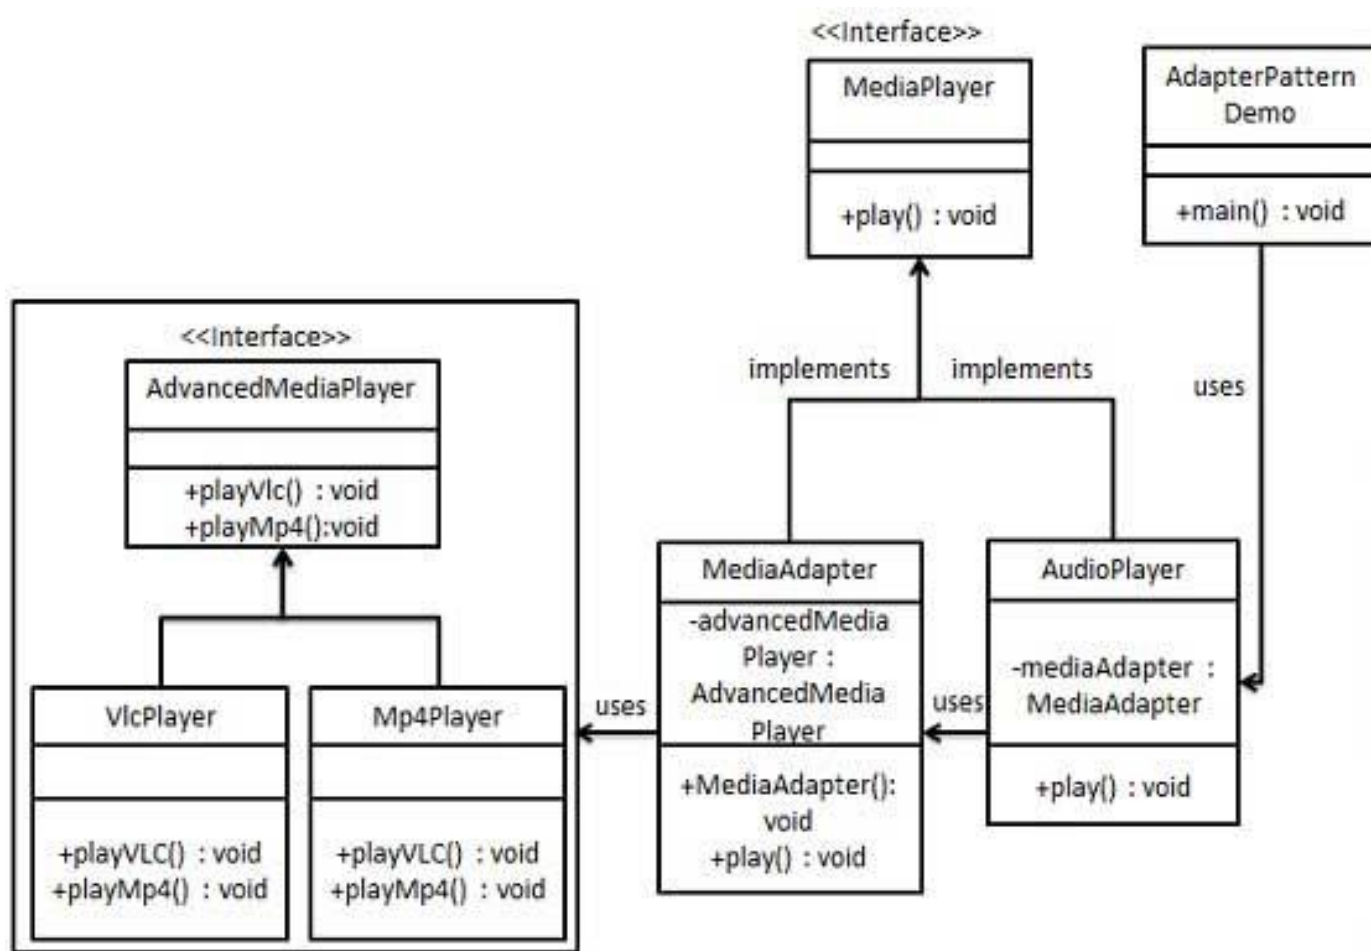 <<Interface>>
MediaPlayer
+play() : void
AdapterPattern
Demo
+main() : void
implements
implements
uses
<<Interface>>
AdvancedMediaPlayer
+playVlc() : void
+playMp4():void
VlcPlayer
+playVLC() : void
+playMp4() : void
Mp4Player
+playVLC() : void
+playMp4() : void
uses
MediaAdapter
-advancedMedia
Player :
AdvancedMedia
Player
+MediaAdapter():
void
+play() : void
uses
AudioPlayer
-mediaAdapter :
MediaAdapter
+play() : void